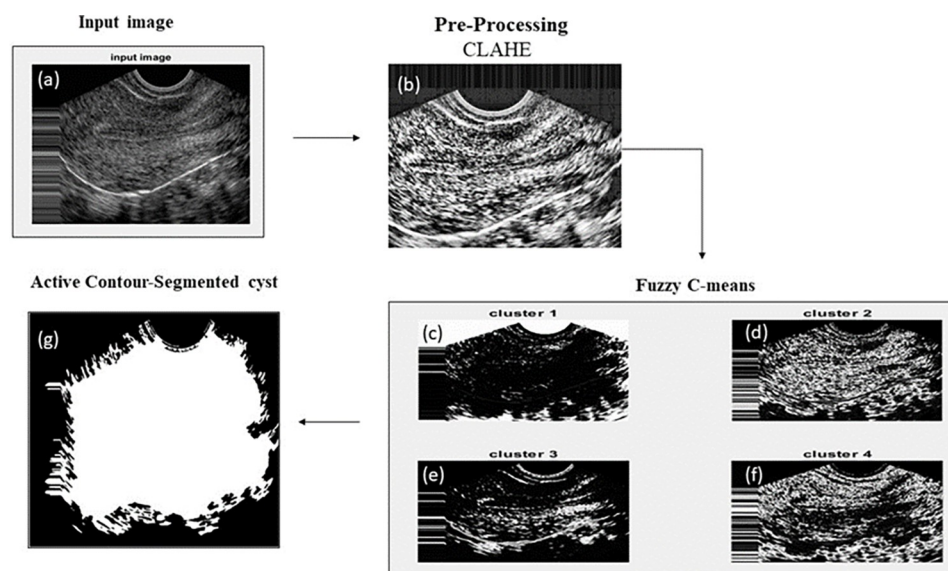 Input image
input image
(a)
Pre-Processing
CLAHE
(b)
Fuzzy C-means
cluster 1
(c)
cluster 2
(d)
cluster 3
(e)
cluster 4
(f)
Active Contour-Segmented cyst
(g)